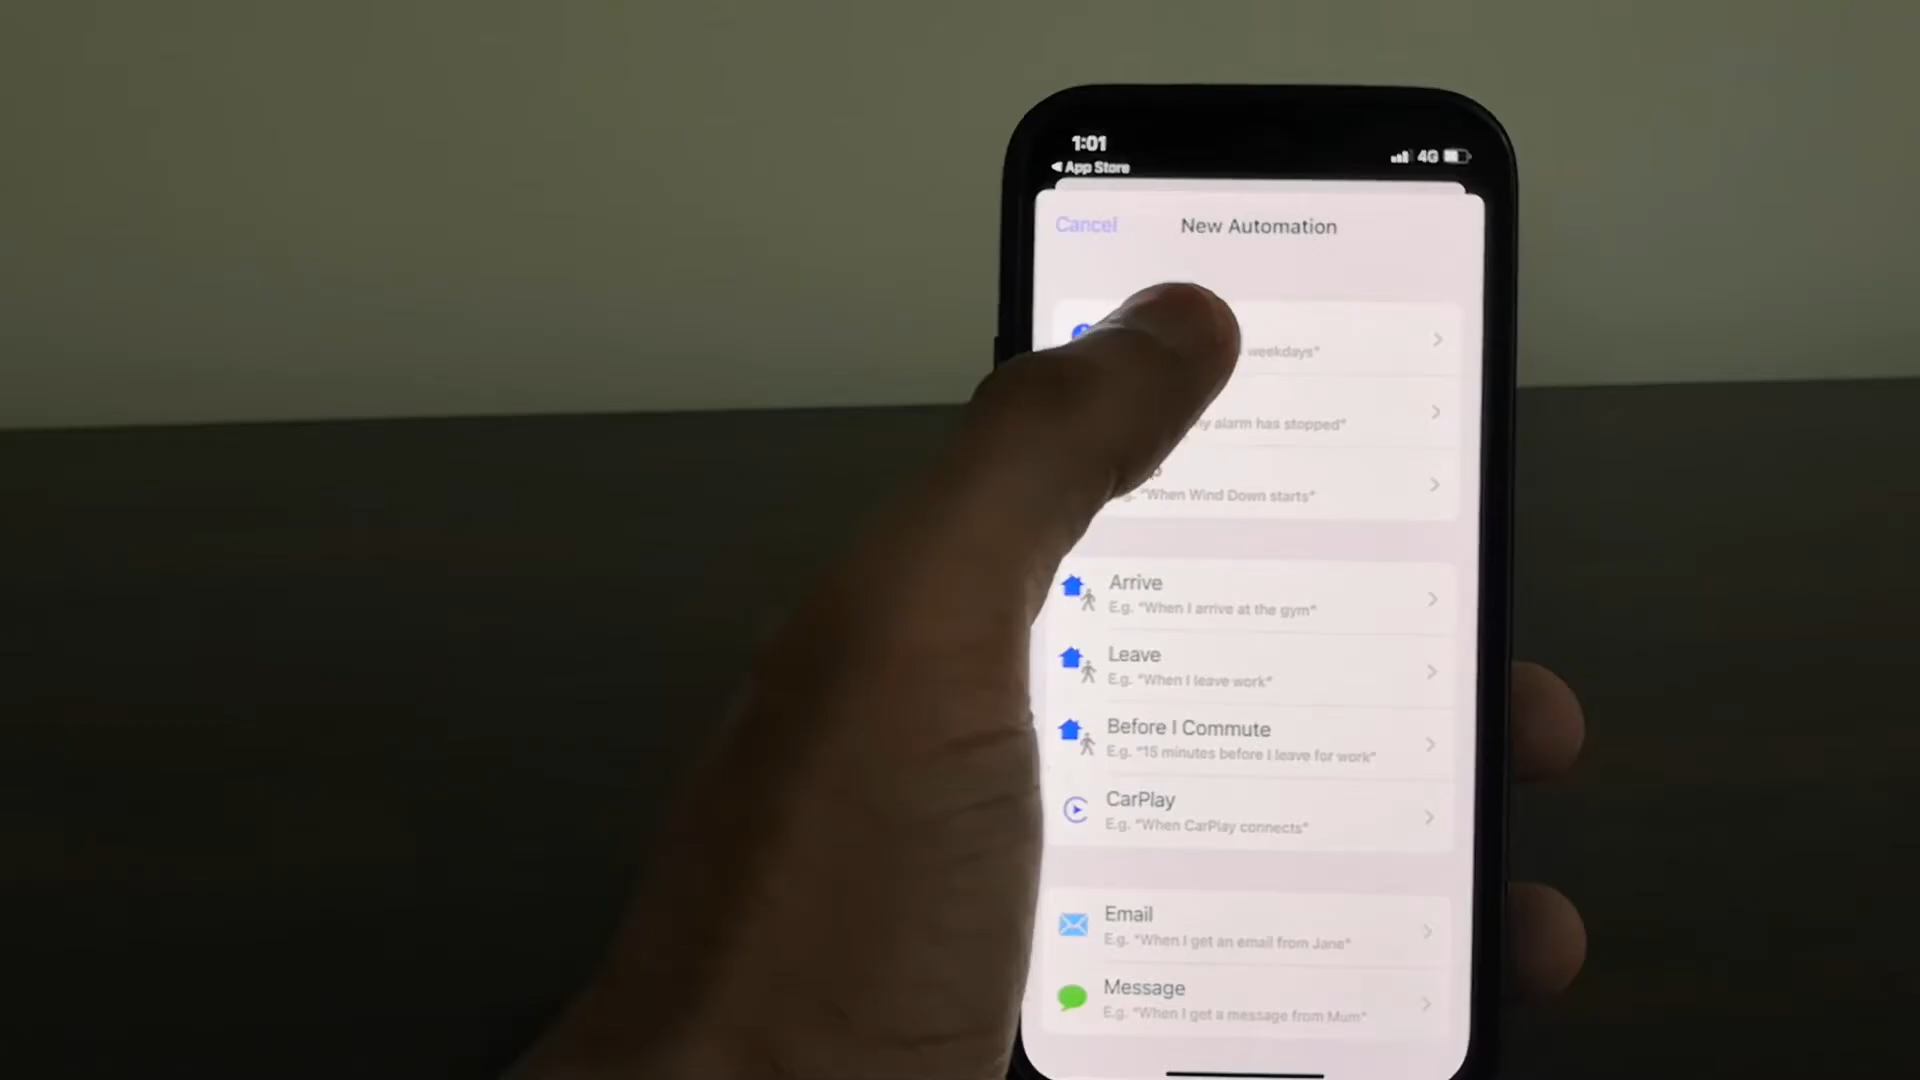 1:01
App Store
4G
Cancel
New Automation
weekdays"
alarm has stopped"
"When Wind Down starts"
Arrive
E.g. "When I arrive at the gym"
Leave
E.g. "When I leave work"
Before I Commute
E.g. "15 minutes before I leave for work"
CarPlay
E.g. "When CarPlay connects"
Email
E.g. "When I get an email from Jane"
Message
E.g. "When I get a message from Mum"